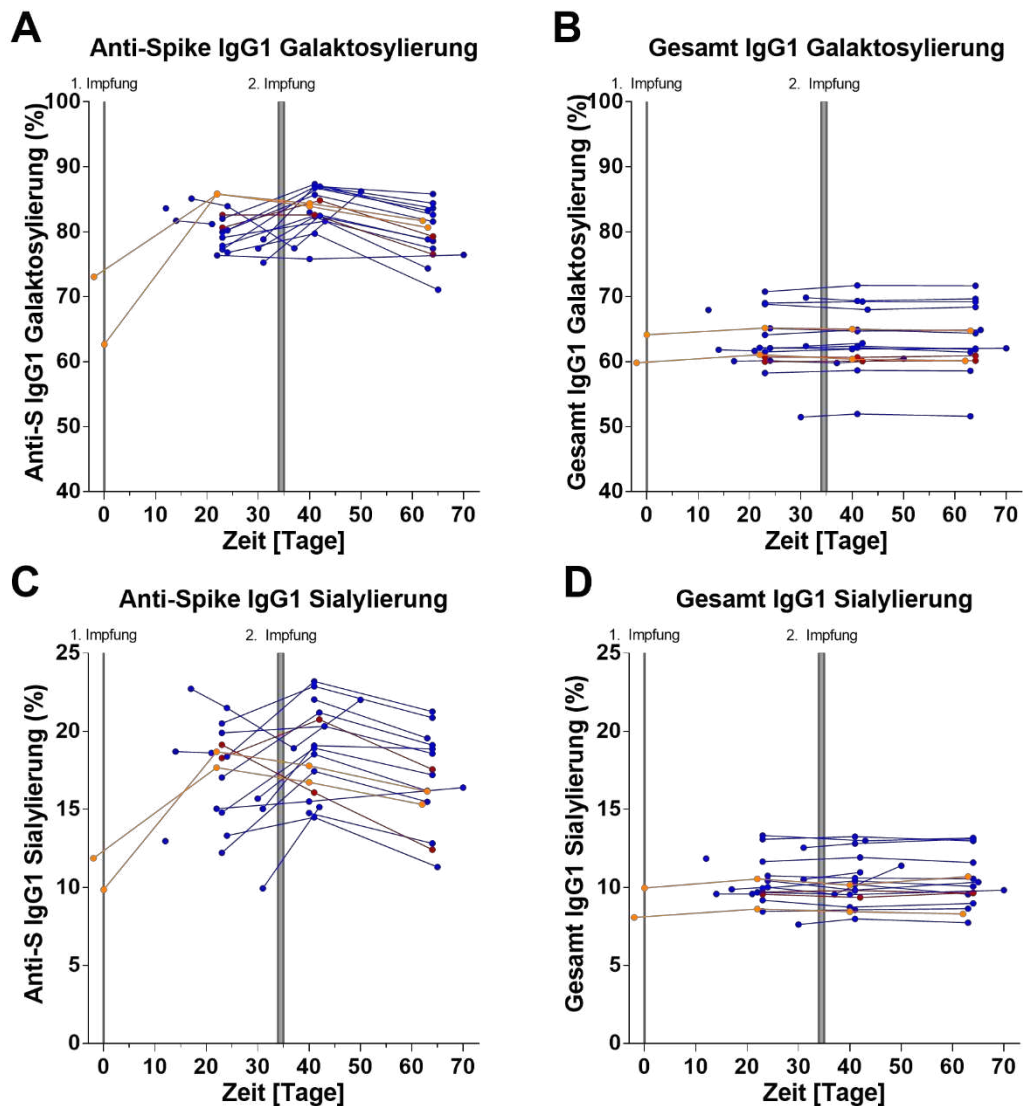 A
Anti-Spike IgG1 Galaktosylierung
1. Impfung
2. Impfung
Anti-S IgG1 Galaktosylierung (%)
100
90
80
70
60
50
40
0 10 20 30 40 50 60 70
Zeit [Tage]
B
Gesamt IgG1 Galaktosylierung
1. Impfung
2. Impfung
Gesamt IgG1 Galaktosylierung (%)
100
90
80
70
60
50
40
0 10 20 30 40 50 60 70
Zeit [Tage]
C
Anti-Spike IgG1 Sialylierung
1. Impfung
2. Impfung
Anti-S IgG1 Sialylierung (%)
25
20
15
10
5
0
0 10 20 30 40 50 60 70
Zeit [Tage]
D
Gesamt IgG1 Sialylierung
1. Impfung
2. Impfung
Gesamt IgG1 Sialylierung (%)
25
20
15
10
5
0
0 10 20 30 40 50 60 70
Zeit [Tage]